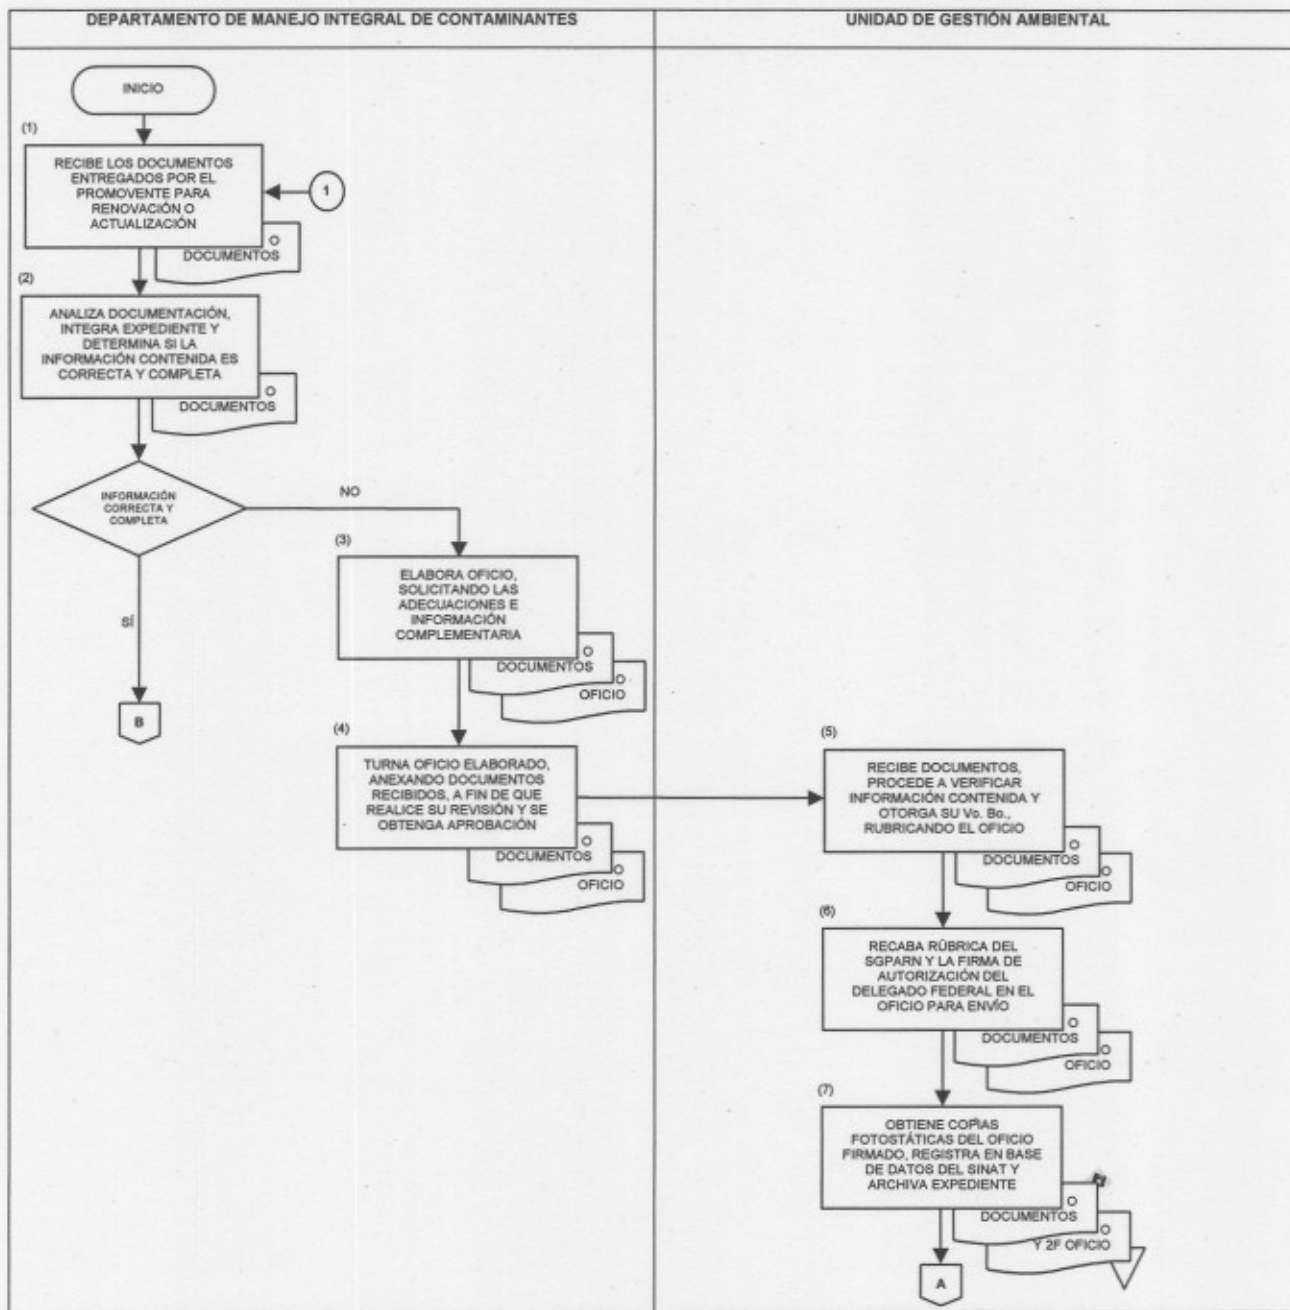 DEPARTAMENTO DE MANEJO INTEGRAL DE CONTAMINANTES
UNIDAD DE GESTIÓN AMBIENTAL
INICIO
(1)
RECIBE LOS DOCUMENTOS
ENTREGADOS POR EL
PROMOVENTE PARA
RENOVACIÓN O
ACTUALIZACIÓN
1
O
DOCUMENTOS
(2)
ANALIZA DOCUMENTACIÓN,
INTEGRA EXPEDIENTE Y
DETERMINA SI LA
INFORMACIÓN CONTENIDA ES
CORRECTA Y COMPLETA
O
DOCUMENTOS
INFORMACIÓN
CORRECTA Y
COMPLETA
NO
SÍ
B
(3)
ELABORA OFICIO,
SOLICITANDO LAS
ADECUACIONES E
INFORMACIÓN
COMPLEMENTARIA
O
DOCUMENTOS
O
OFICIO
(4)
TURNA OFICIO ELABORADO,
ANEXANDO DOCUMENTOS
RECIBIDOS, A FIN DE QUE
REALICE SU REVISIÓN Y SE
OBTENGA APROBACIÓN
O
DOCUMENTOS
O
OFICIO
(5)
RECIBE DOCUMENTOS,
PROCEDE A VERIFICAR
INFORMACIÓN CONTENIDA Y
OTORGA SU Vo. Bo.,
RUBRICANDO EL OFICIO
O
DOCUMENTOS
O
OFICIO
(6)
RECABA RÚBRICA DEL
SGPARN Y LA FIRMA DE
AUTORIZACIÓN DEL
DELEGADO FEDERAL EN EL
OFICIO PARA ENVÍO
O
DOCUMENTOS
O
OFICIO
(7)
OBTIENE COPIAS
FOTOSTÁTICAS DEL OFICIO
FIRMADO, REGISTRA EN BASE
DE DATOS DEL SINAT Y
ARCHIVA EXPEDIENTE
O
DOCUMENTOS
O
Y 2F OFICIO
A